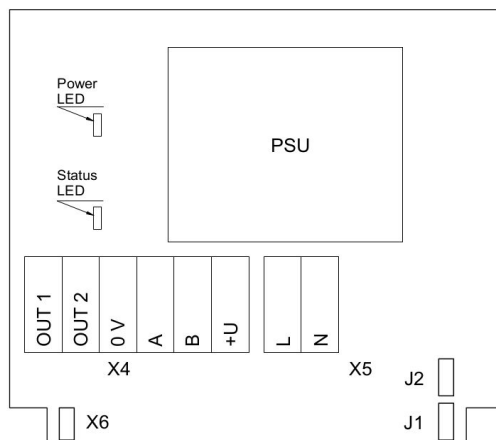 Power
LED
PSU
Status
LED
OUT 1
OUT 2
0 V
A
B
+U
L
N
X4
X5
J2
X6
J1